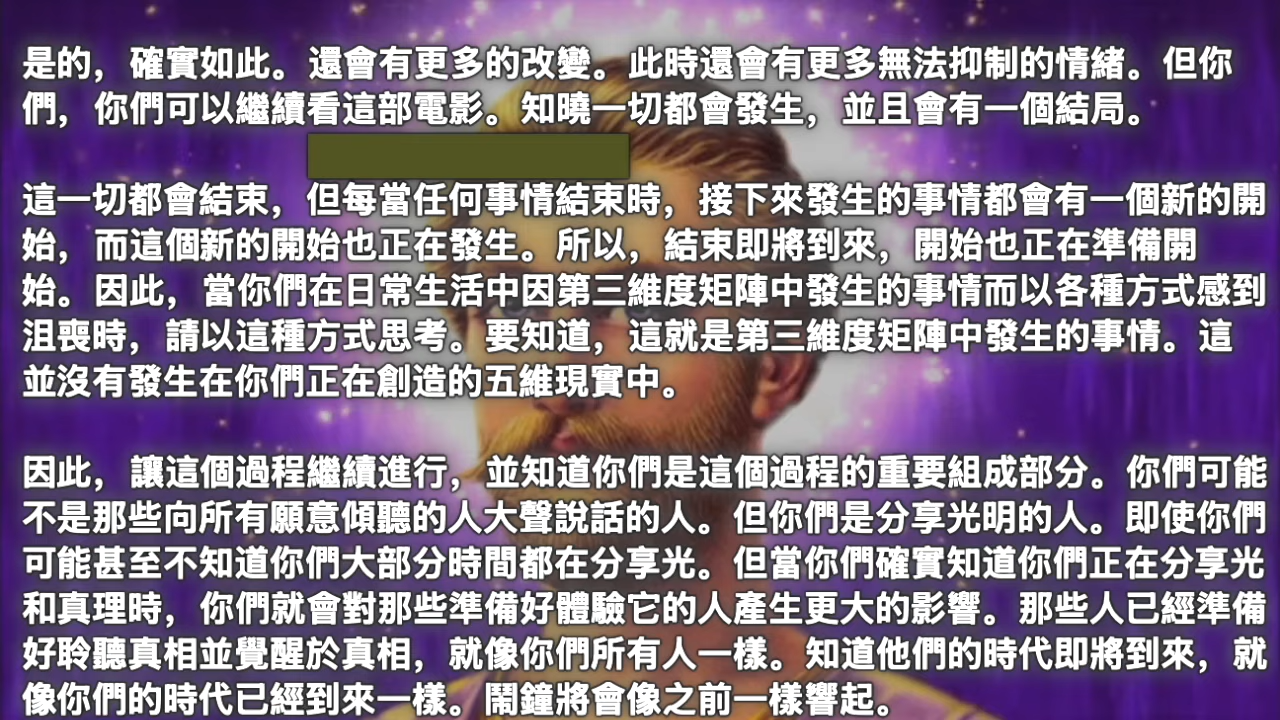 是的，確實如此。還會有更多的改變。此時還會有更多無法抑制的情緒。但你
們，你們可以繼續看這部電影。知曉一切都會發生，並且會有一個結局。
這一切都會結束，但每當任何事情結束時，接下來發生的事情都會有一個新的開
始，而這個新的開始也正在發生。所以，結束即將到來，開始也正在準備開
始。因此，當你們在日常生活中因第三維度矩陣中發生的事情而以各種方式感到
沮喪時，請以這種方式思考。要知道，這就是第三維度矩陣中發生的事情。這
並沒有發生在你們正在創造的五維現實中。
因此，讓這個過程繼續進行，並知道你們是這個過程的重要組成部分。你們可能
不是那些向所有願意傾聽的人大聲說話的人。但你們是分享光明的人。即使你們
可能甚至不知道你們大部分時間都在分享光。但當你們確實知道你們正在分享光
和真理時，你們就會對那些準備好體驗它的人產生更大的影響。那些人已經準備
好聆聽真相並覺醒於真相，就像你們所有人一樣。知道他們的時代即將到來，就
像你們的時代已經到來一樣。鬧鐘將會像之前一樣響起。